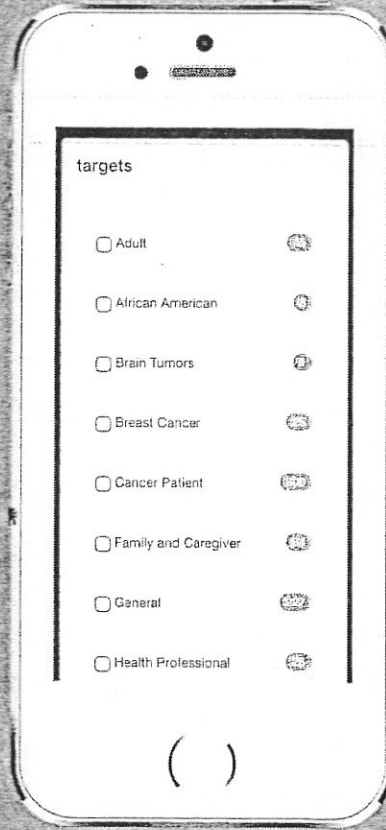 targets
Adult
African American
Brain Tumors
Breast Cancer
Cancer Patient
Family and Caregiver
General
Health Professional